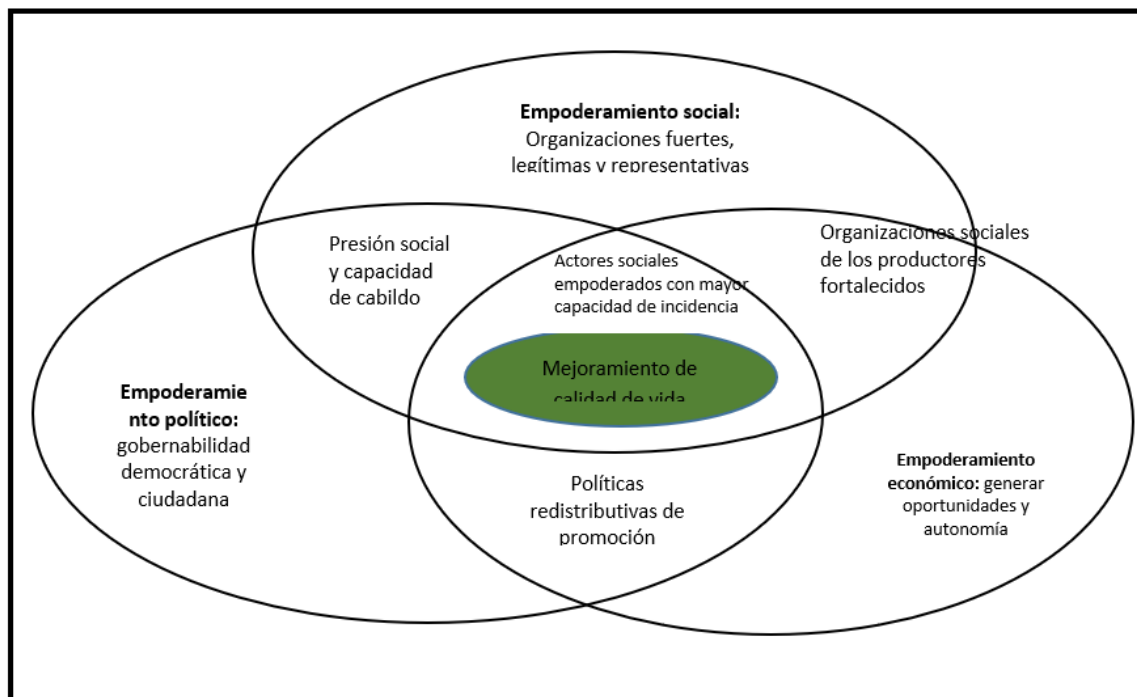 Empoderamiento social:
Organizaciones fuertes,
legítimas y representativas
Presión social
y capacidad
de cabildo
Actores sociales
empoderados con mayor
capacidad de incidencia
Organizaciones sociales
de los productores
fortalecidos
Mejoramiento de
calidad de vida
Empoderamie
nto político:
gobernabilidad
democrática y
ciudadana
Políticas
redistributivas de
promoción
Empoderamiento
económico: generar
oportunidades y
autonomía